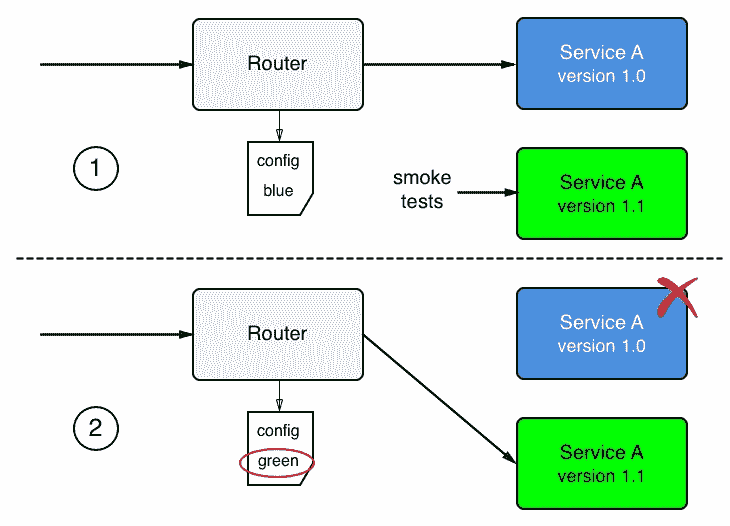 Router
Service A
version 1.0
config
blue
1
smoke
tests
Service A
version 1.1
Router
Service A
version 1.0
config
green
2
Service A
version 1.1